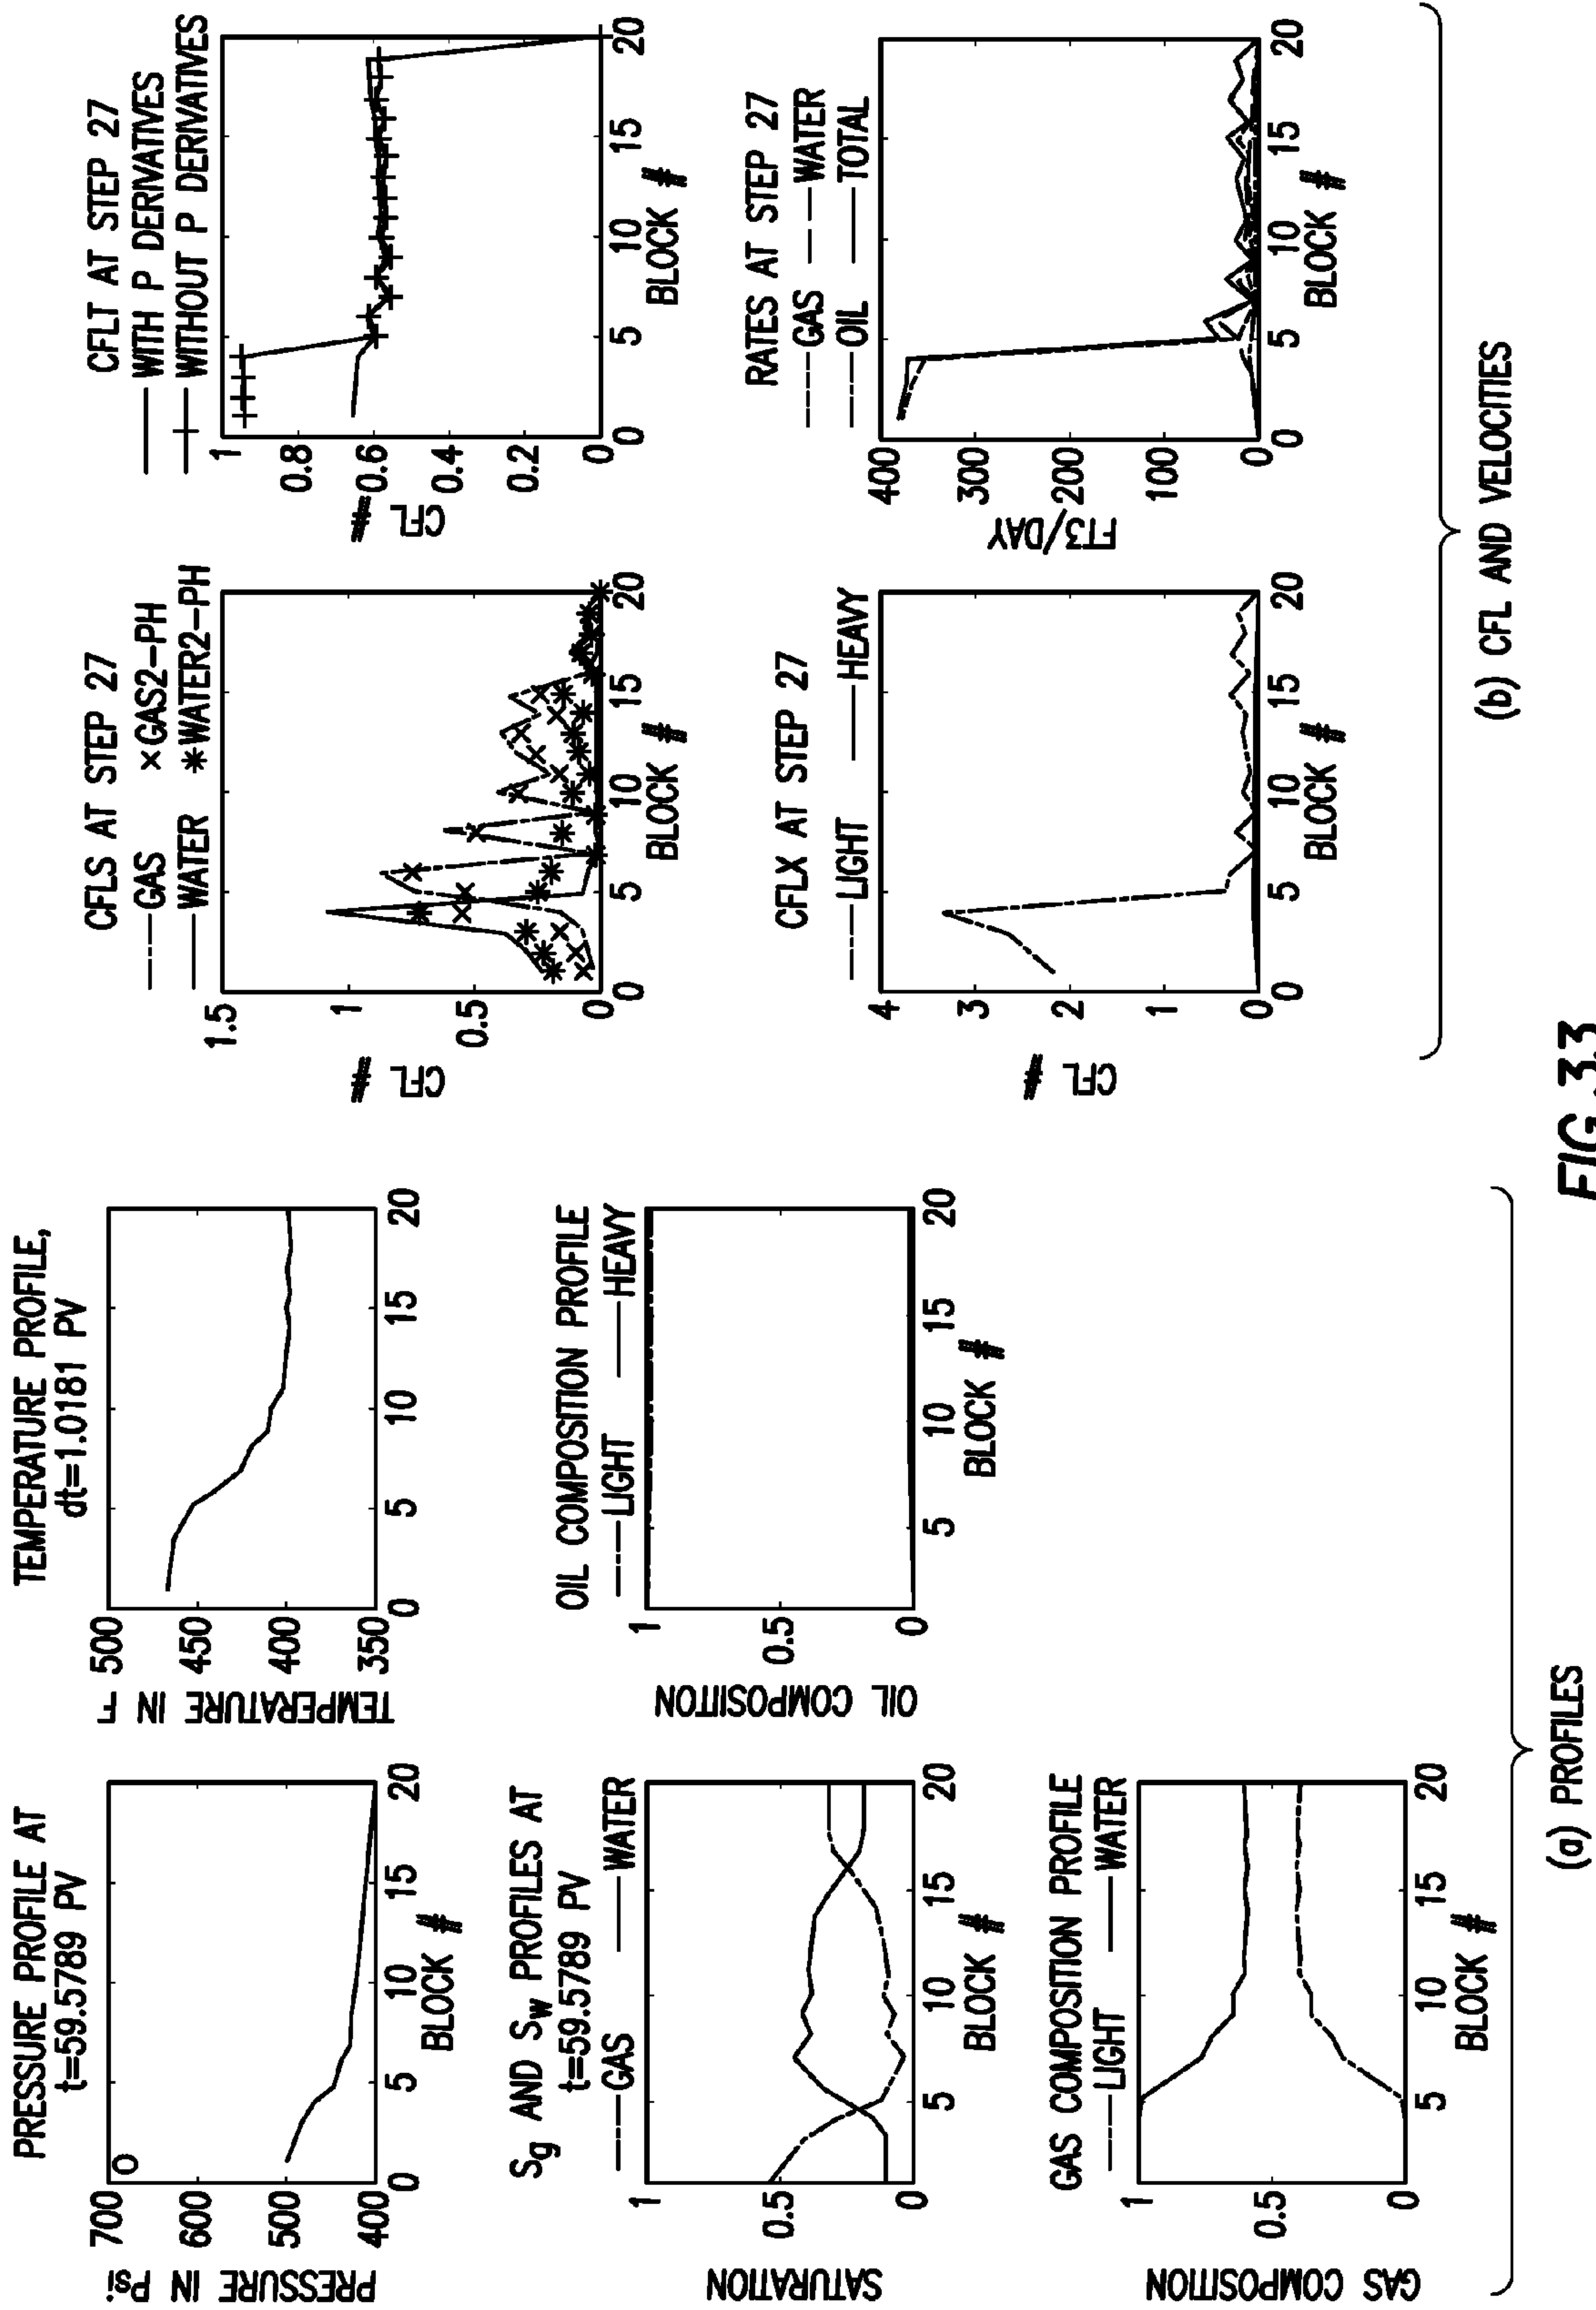 PRESSURE PROFILE AT
t=59.5789 PV
PRESSURE IN Psi
700
600
500
400
0
5
10
15
20
BLOCK #
TEMPERATURE PROFILE,
dt=1.0181 PV
TEMPERATURE IN F
500
450
400
350
0
5
10
15
20
Sg AND Sw PROFILES AT
t=59.5789 PV
GAS
WATER
SATURATION
1
0.5
0
5
10
15
20
BLOCK #
OIL COMPOSITION PROFILE
LIGHT
HEAVY
OIL COMPOSITION
1
0.5
0
5
10
15
20
BLOCK #
GAS COMPOSITION PROFILE
LIGHT
WATER
GAS COMPOSITION
1
0.5
0
5
10
15
20
BLOCK #
(a) PROFILES
CFLS AT STEP 27
GAS
×GAS2-PH
WATER
*WATER2-PH
CFL #
1.5
1
0.5
0
0
5
10
15
20
BLOCK #
CFLT AT STEP 27
WITH P DERIVATIVES
WITHOUT P DERIVATIVES
CFL #
1
0.8
0.6
0.4
0.2
0
0
5
10
15
20
BLOCK #
CFLX AT STEP 27
LIGHT
HEAVY
CFL #
4
3
2
1
0
0
5
10
15
20
BLOCK #
RATES AT STEP 27
GAS
WATER
OIL
TOTAL
FT3/DAY
400
300
200
100
0
0
5
10
15
20
BLOCK #
(b) CFL AND VELOCITIES
FIG.33